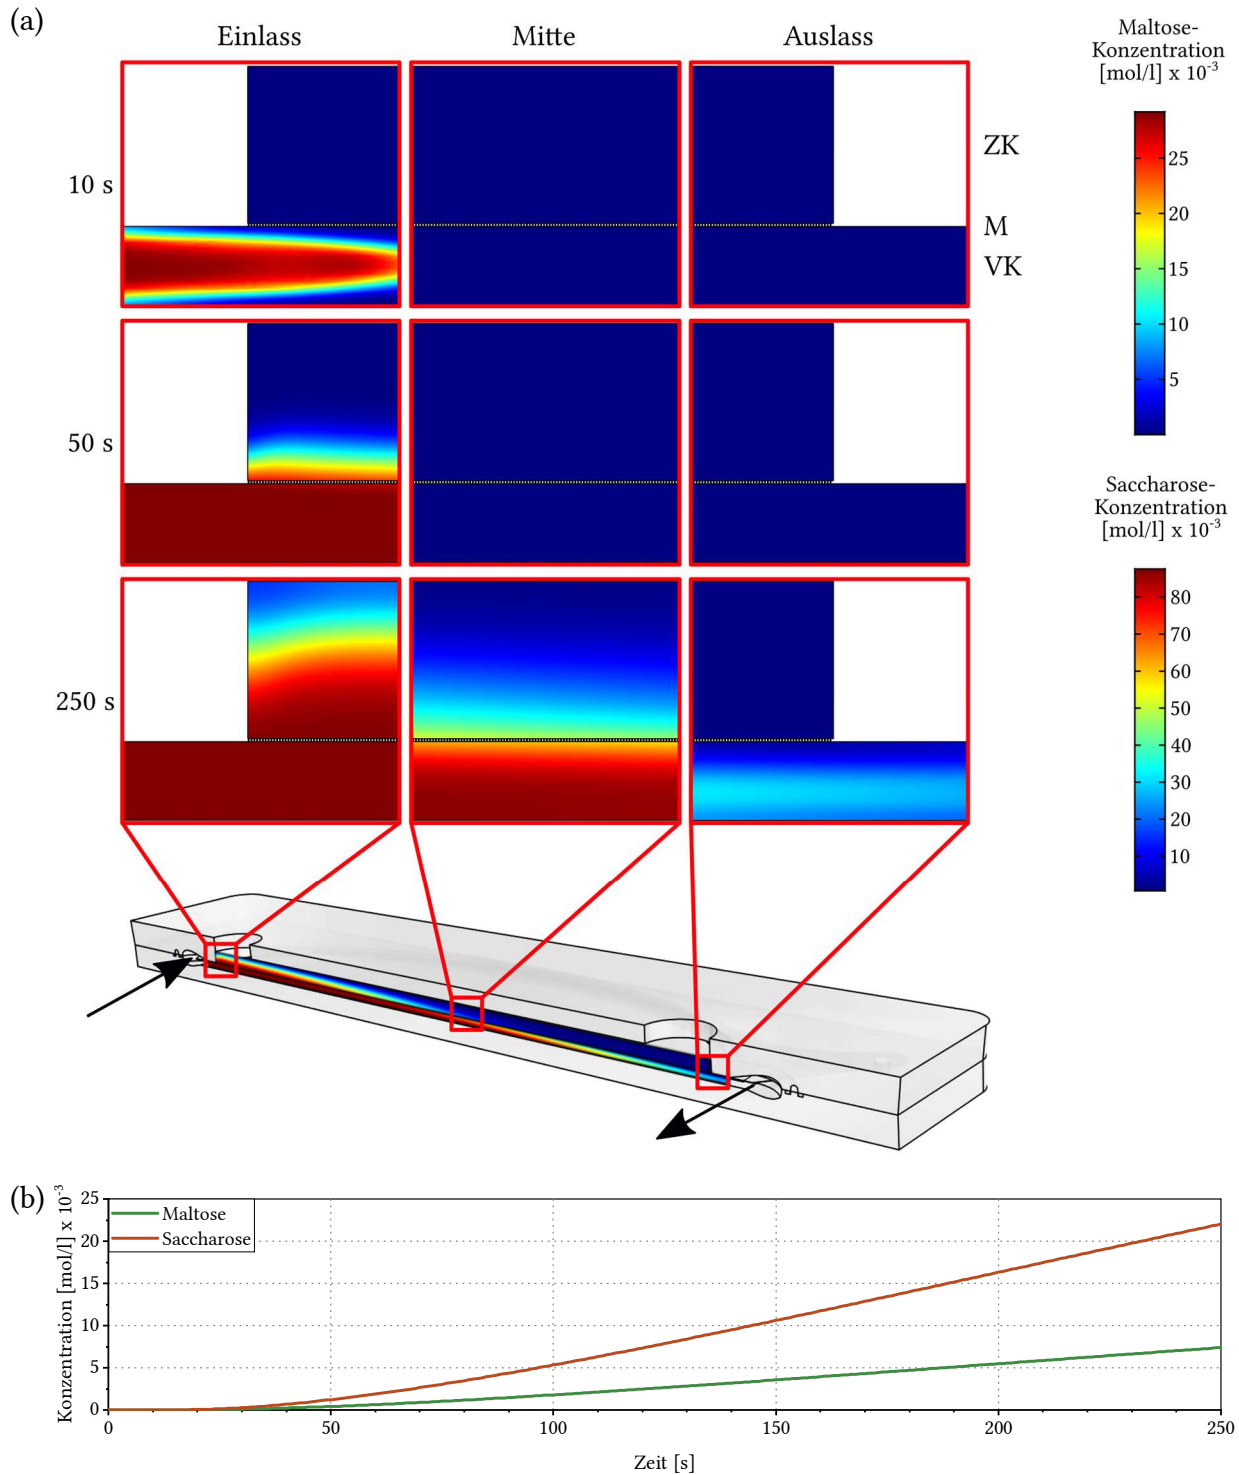 (a)
Einlass Mitte Auslass
Maltose-
Konzentration
[mol/l] x 10-3
25
20
15
10
5
10 s
ZK
M
VK
50 s
Saccharose-
Konzentration
[mol/l] x 10-3
80
70
60
50
40
30
20
10
250 s
(b)
Konzentration [mol/l] x 10-3
25
20
15
10
5
0
Maltose
Saccharose
0 50 100 150 200 250
Zeit [s]